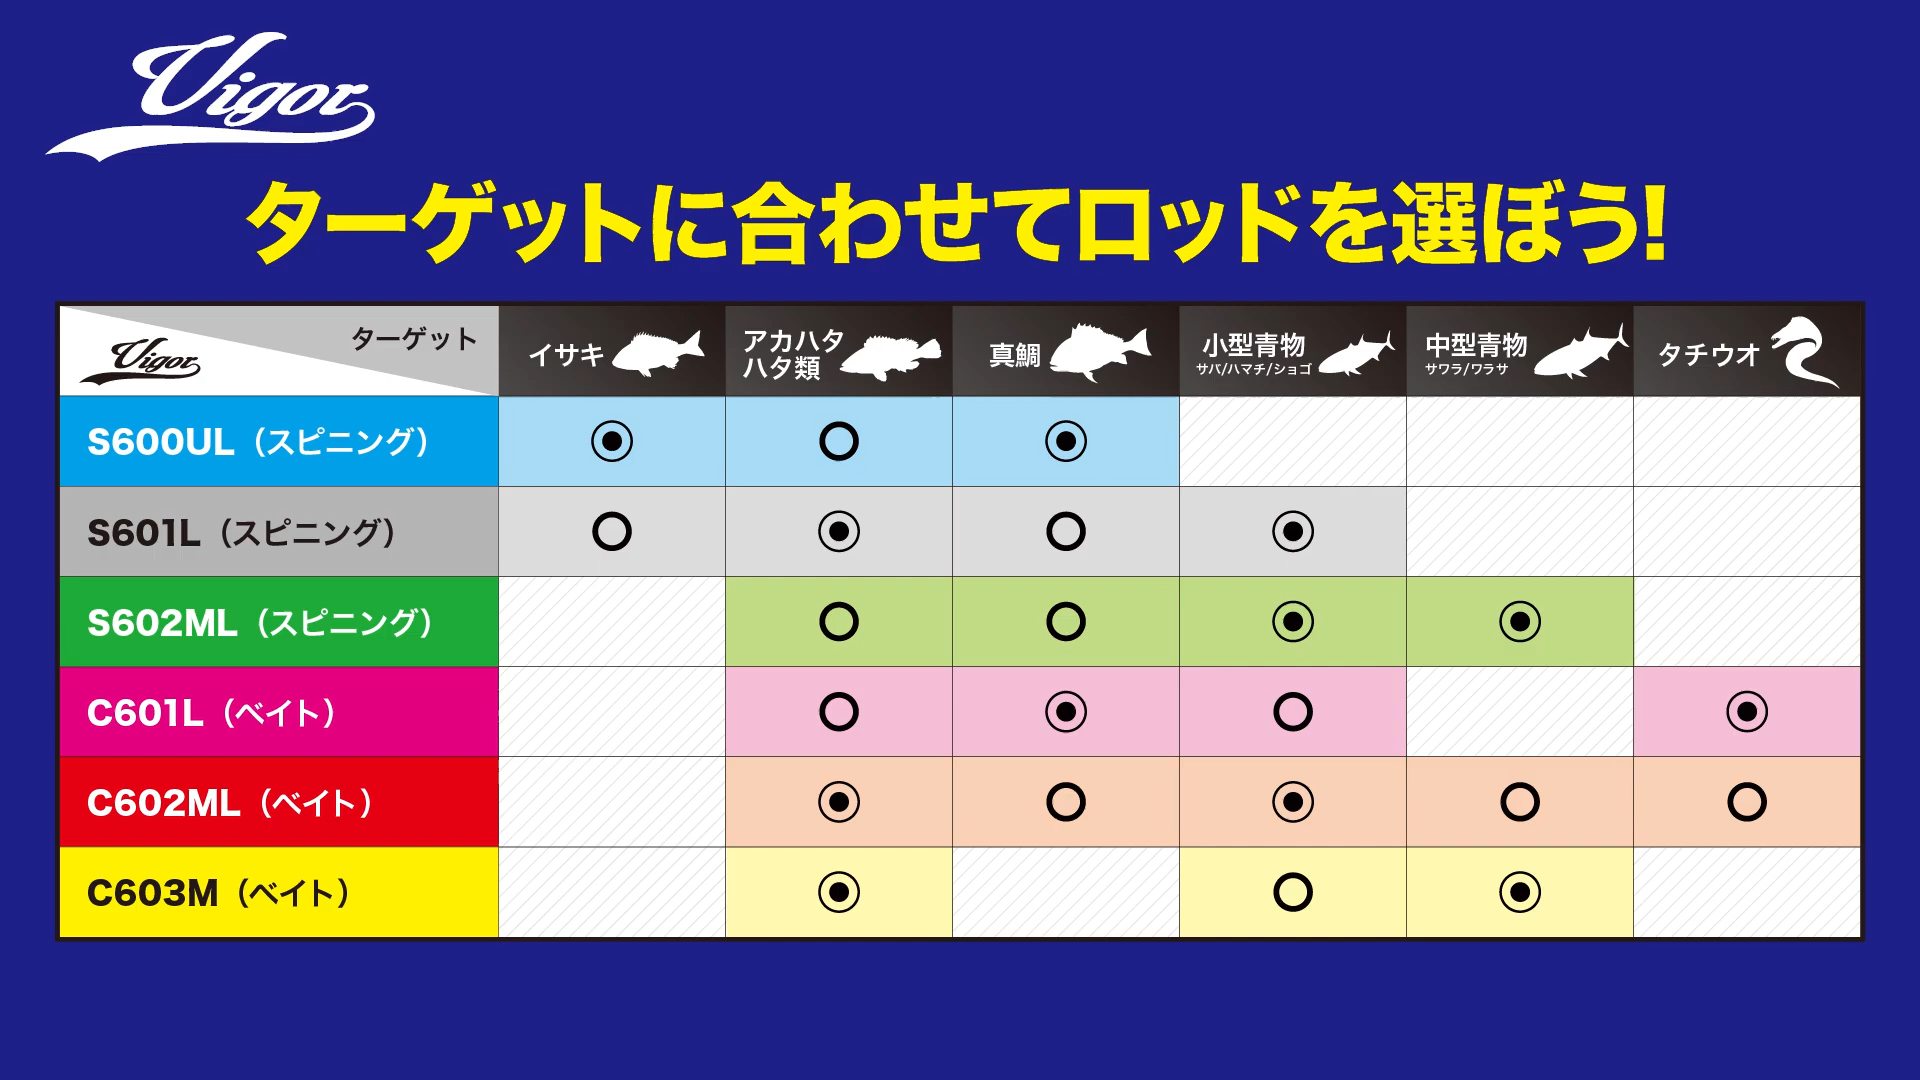 Vigor
ターゲットに合わせてロッドを選ぼう!
Vigor
ターゲット
イサキ
アカハタ
ハタ類
真鯛
小型青物
サバ/ハマチ/ショゴ
中型青物
サワラ/ワラサ
タチウオ
S600UL（スピニング） ◉ ○ ◉
S601L（スピニング） ○ ◉ ○ ◉
S602ML（スピニング） ○ ○ ◉ ◉
C601L（ベイト） ○ ◉ ○ ◉
C602ML（ベイト） ◉ ○ ◉ ○ ○
C603M（ベイト） ◉ ○ ◉